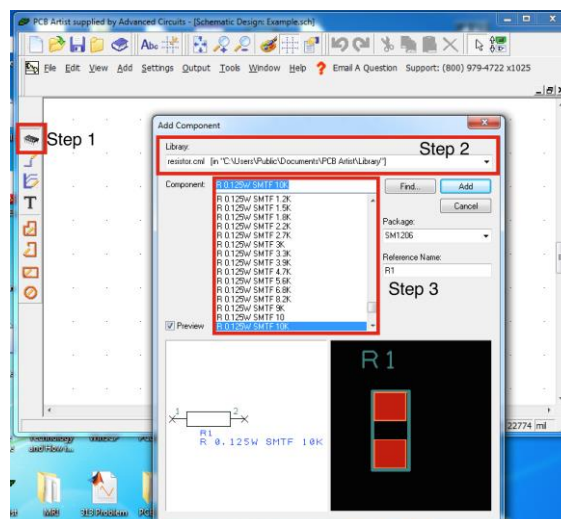 PCB Artist supplied by Advanced Circuits - [Schematic Design: Example.sch]
Abc
File Edit View Add Settings Output Tools Window Help ? Email A Question Support: (800) 979-4722 x1025
Step 1
T
Add Component
Library:
Step 2
resistor.cml [in "C:\Users\Public\Documents\PCB Artist\Library"]
Component:
R 0.125W SMTF 10K
Find...
Add
R 0.125W SMTF 1.2K
R 0.125W SMTF 1.5K
R 0.125W SMTF 1.8K
R 0.125W SMTF 2.2K
R 0.125W SMTF 2.7K
R 0.125W SMTF 3K
R 0.125W SMTF 3.3K
R 0.125W SMTF 3.9K
R 0.125W SMTF 4.7K
R 0.125W SMTF 5.6K
R 0.125W SMTF 6.8K
R 0.125W SMTF 8.2K
R 0.125W SMTF 9K
R 0.125W SMTF 10
R 0.125W SMTF 10K
Cancel
Package:
SM1206
Reference Name:
R1
Step 3
Preview
R1
1 2
R1
R 0.125W SMTF 10K
22774 mil
Technology
and How t...
MRI
313 Problem